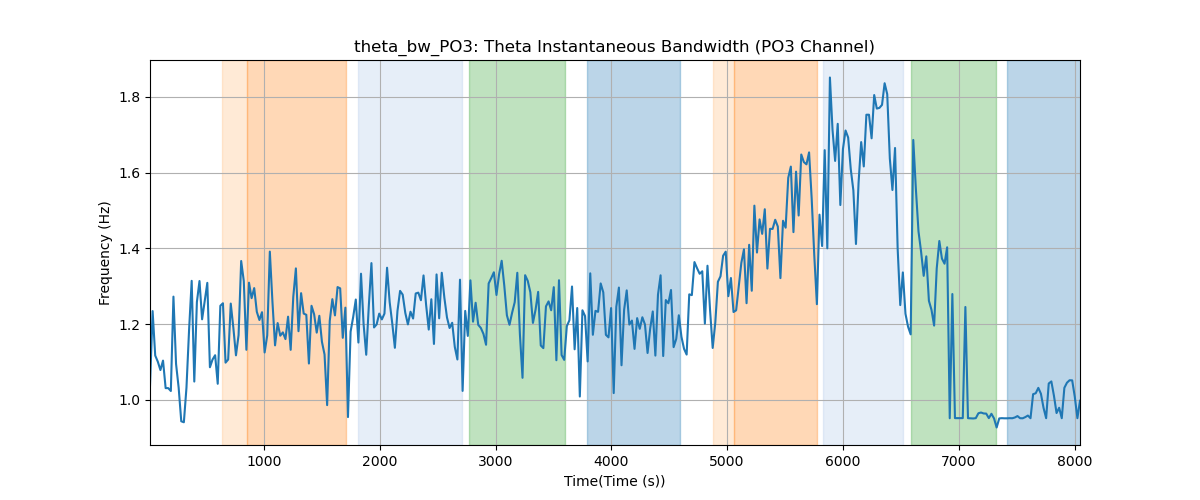 theta_bw_PO3: Theta Instantaneous Bandwidth (PO3 Channel)
Frequency (Hz)
1.8
1.6
1.4
1.2
1.0
1000 2000 3000 4000 5000 6000 7000 8000
Time(Time (s))